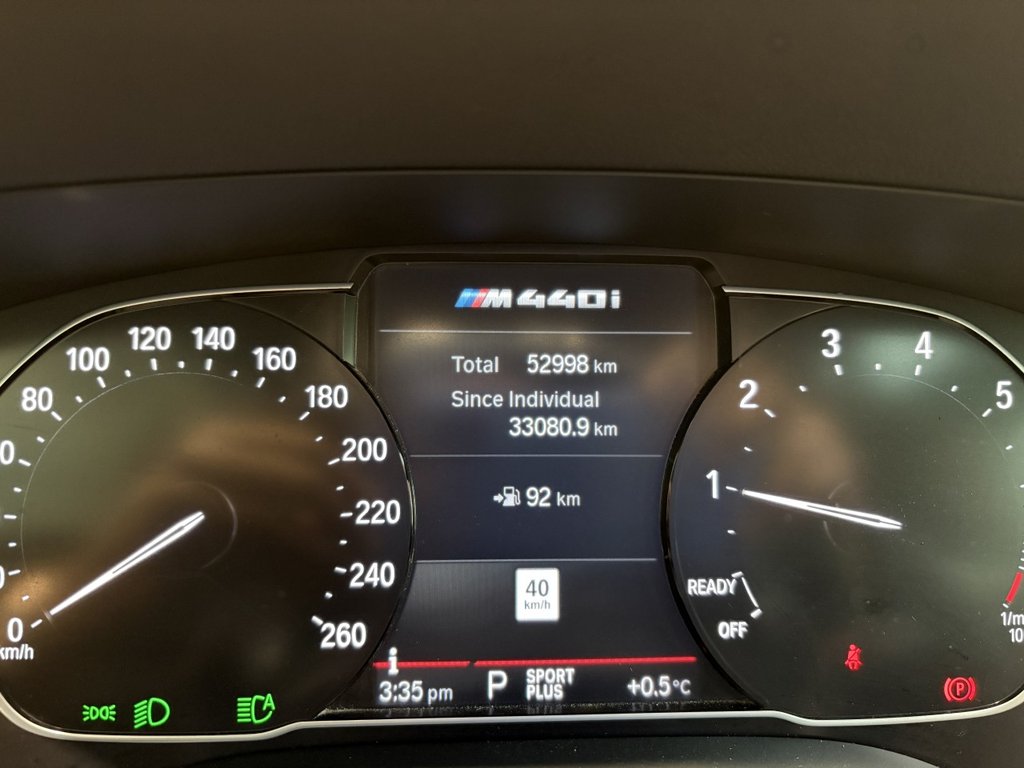 M440i
Total 52998 km
Since Individual
33080.9 km
92 km
40
km/h
3:35 pm P SPORT PLUS +0.5°C
0
km/h
80
100
120
140
160
180
200
220
240
260
OFF
READY
1
2
3
4
5
A
P